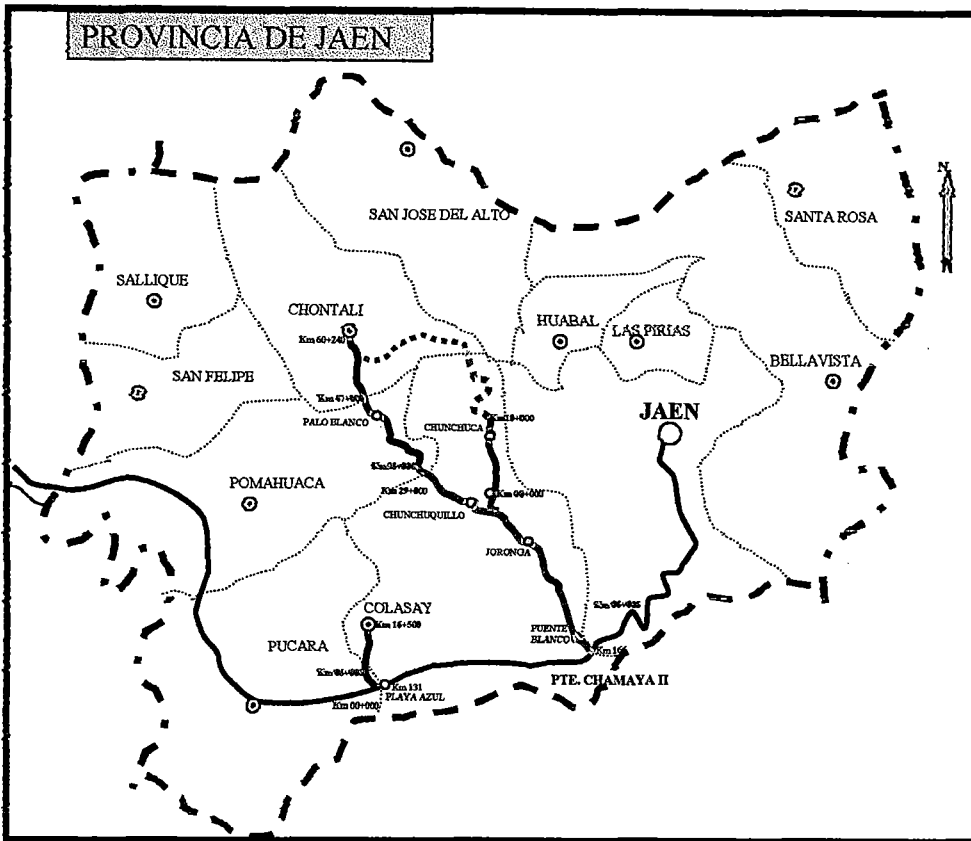 PROVINCIA DE JAEN
N
SAN JOSE DEL ALTO
SANTA ROSA
SALLIQUE
CHONTALI
Km 60+240
HUABAL
LAS PIRIAS
BELLAVISTA
SAN FELIPE
JAEN
PALO BLANCO
CHUNCHUCA
POMAHUACA
Km 29+800
CHUNCHUQUILLO
JORONGA
COLASAY
Km 16+500
PUCARA
PUENTE
BLANCO
PTE. CHAMAYA II
Km 131
PLAYA AZUL
Km 00+000